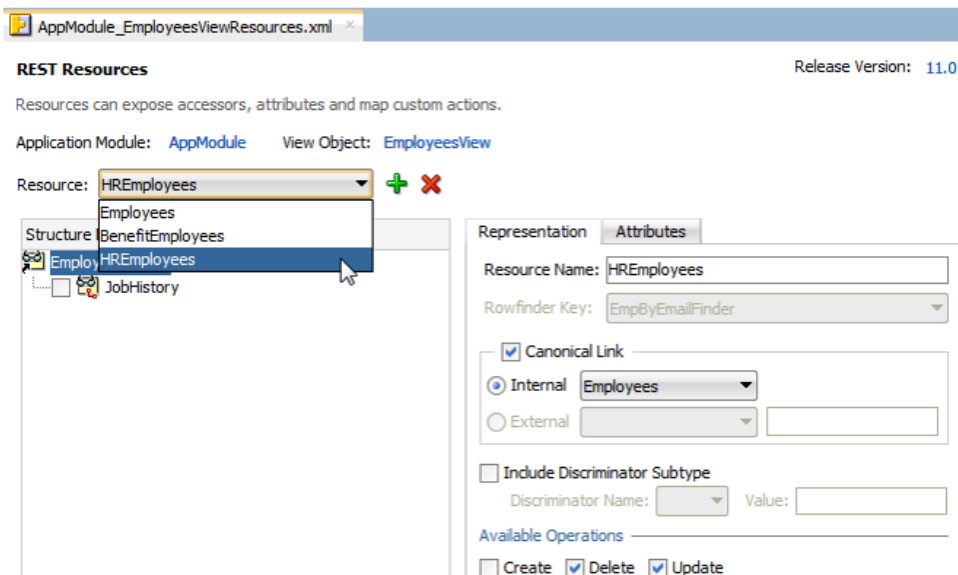 AppModule_EmployeesViewResources.xml
REST Resources
Release Version: 11.0
Resources can expose accessors, attributes and map custom actions.
Application Module: AppModule View Object: EmployeesView
Resource: HREmployees
Employees
BenefitEmployees
HREmployees
Structure
Employ
JobHistory
Representation Attributes
Resource Name: HREmployees
Rowfinder Key: EmpByEmailFinder
Canonical Link
Internal Employees
External
Include Discriminator Subtype
Discriminator Name: Value:
Available Operations
Create Delete Update